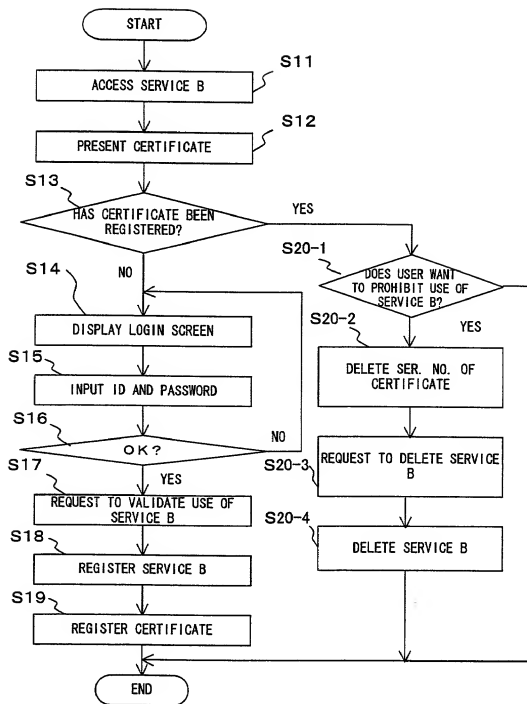 START
S11
ACCESS SERVICE B
S12
PRESENT CERTIFICATE
S13
HAS CERTIFICATE BEEN
REGISTERED?
YES
NO
S14
DISPLAY LOGIN SCREEN
S15
INPUT ID AND PASSWORD
S16
OK?
NO
YES
S17
REQUEST TO VALIDATE USE OF
SERVICE B
S18
REGISTER SERVICE B
S19
REGISTER CERTIFICATE
END
S20-1
DOES USER WANT
TO PROHIBIT USE OF
SERVICE B?
YES
S20-2
DELETE SER. NO. OF
CERTIFICATE
S20-3
REQUEST TO DELETE SERVICE
B
S20-4
DELETE SERVICE B